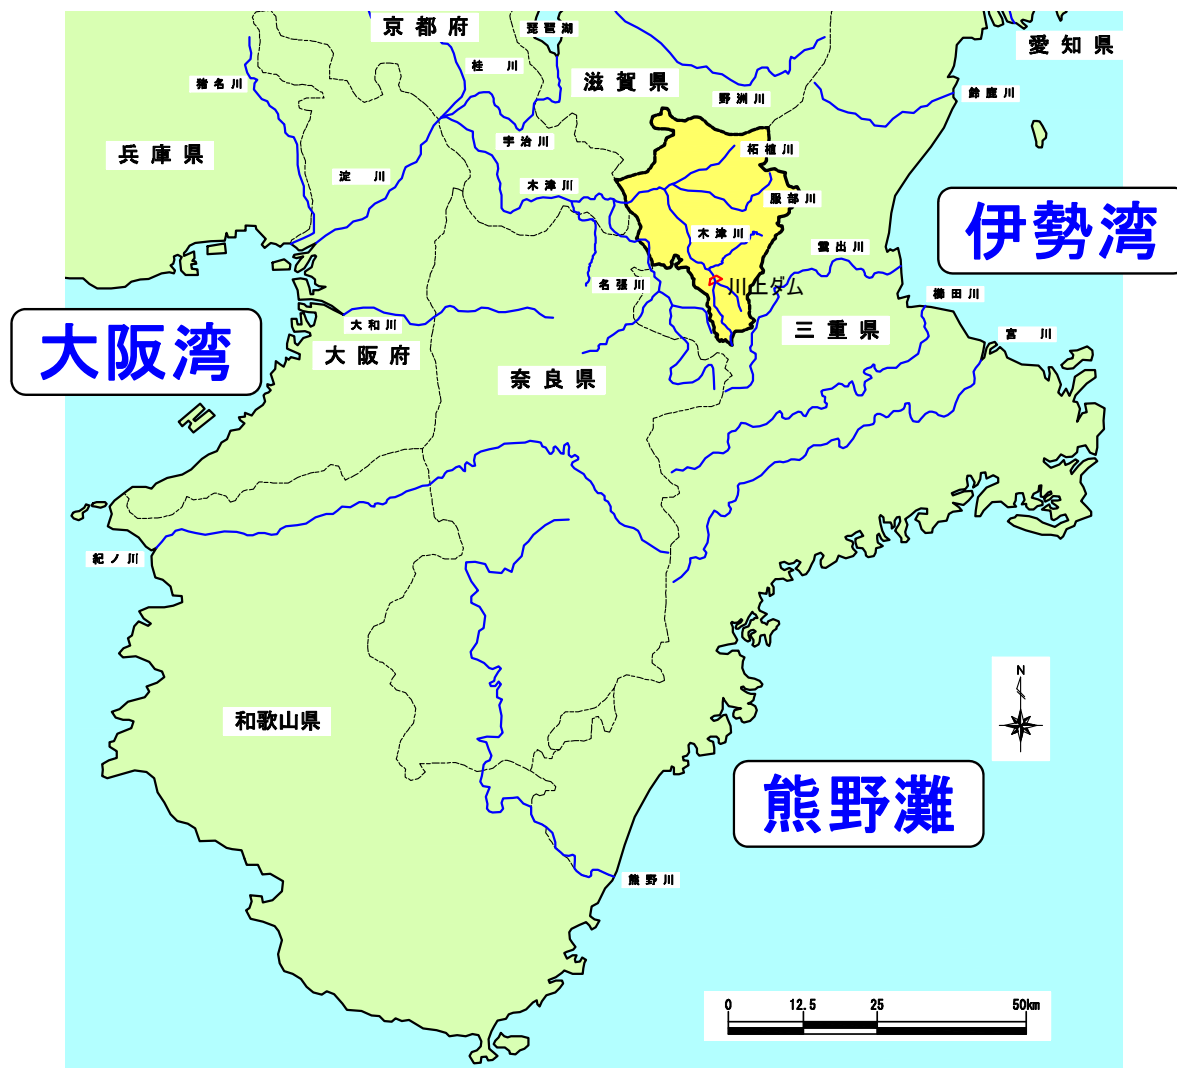 京都府
琵琶湖
愛知県
桂川
滋賀県
猪名川
野洲川
鈴鹿川
宇治川
柘植川
兵庫県
淀川
木津川
服部川
伊勢湾
木津川
雲出川
名張川
川上ダム
櫛田川
大和川
三重県
宮川
大阪湾
大阪府
奈良県
紀ノ川
N
和歌山県
熊野灘
熊野川
0 12.5 25 50km